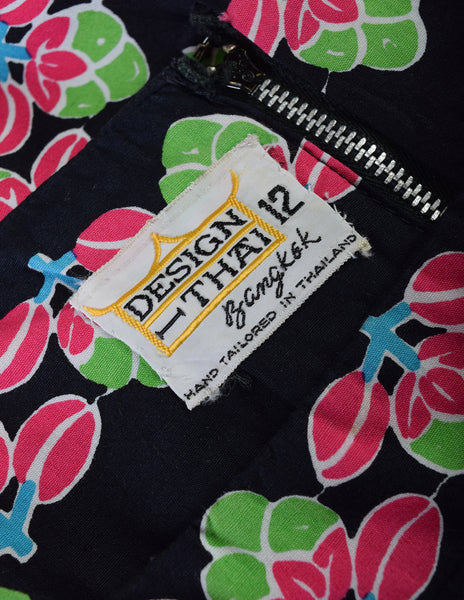 DESIGN
THAI
12
Bangkok
HAND TAILORED IN THAILAND